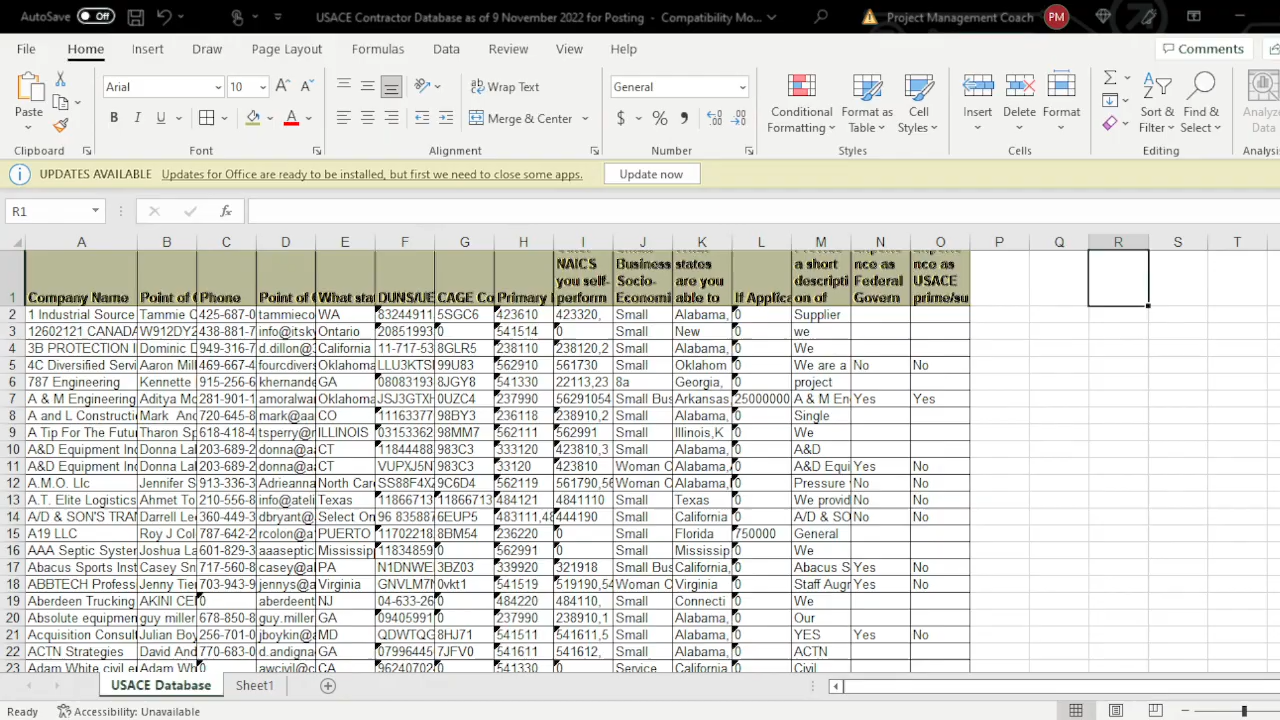 AutoSave Off USACE Contractor Database as of 9 November 2022 for Posting - Compatibility Mo... Project Management Coach PM
File Home Insert Draw Page Layout Formulas Data Review View Help Comments
Paste Arial 10 Wrap Text General Conditional Formatting Format as Table Cell Styles Insert Delete Format Sort & Filter Find & Select Analyze Data
B I U Merge & Center $ %
Clipboard Font Alignment Number Styles Cells Editing Analysis
UPDATES AVAILABLE Updates for Office are ready to be installed, but first we need to close some apps. Update now
R1 fx
A B C D E F G H I J K L M N O P Q R S T
1 Company Name Point of Phone Point of What sta DUNS/UE CAGE Co Primary NAICS you self-perform Business Socio-Economi states are you able to If Applica a short descripti on of nce as Federal Govern nce as USACE prime/su
2 1 Industrial Source Tammie C 425-687-0 tammieco WA 83244911 5SGC6 423610 423320, Small Alabama, 0 Supplier
3 12602121 CANADA W912DY2 438-881-7 info@itsky Ontario 20851993 0 541514 0 Small New 0 we
4 3B PROTECTION I Dominic D 949-316-7 d.dillon@ California 11-717-53 8GLR5 238110 238120,2 Small Alabama, 0 We
5 4C Diversified Servi Aaron Mill 469-667-4 fourcdivers Oklahoma LLU3KTS 99U83 562910 561730 Small Oklahom 0 We are a No No
6 787 Engineering Kennette 915-256-6 khernande GA 08083193 8JGY8 541330 22113,23 8a Georgia, 0 project
7 A & M Engineering Aditya Mo 281-901-1 amoralwar Oklahoma JSJ3GTXH 0UZC4 237990 56291054 Small Bus Arkansas, 25000000 A & M En Yes Yes
8 A and L Constructi Mark And 720-645-8 mark@aa CO 11163377 98BY3 236118 238910,2 Small Alabama, 0 Single
9 A Tip For The Futur Tharon Sp 618-418-4 tsperry@r ILLINOIS 03153362 98MM7 562111 562991 Small Illinois,K 0 We
10 A&D Equipment Inc Donna Lal 203-689-2 donna@a CT 11844488 983C3 333120 423810,3 Small Alabama, 0 A&D
11 A&D Equipment Inc Donna Lal 203-689-2 donna@a CT VUPXJ5N 983C3 33120 423810 Woman O Alabama, 0 A&D Equi Yes No
12 A.M.O. Llc Jennifer S 913-336-3 Adrieanna North Car SS88F4X 9C6D4 562119 561790,56 Woman O Alabama, 0 Pressure No No
13 A.T. Elite Logistics Ahmet To 210-556-8 info@ateli Texas 11866713 11866713 484121 4841110 Small Texas 0 We provid No No
14 A/D & SON'S TRA Darrell Le 360-449-3 dbryant@ Select On 96 835887 6EUP5 483111,48 444190 Small California 0 A/D & SO No No
15 A19 LLC Roy J Col 787-642-2 rcolon@a PUERTO 11702218 8BM54 236220 0 Small Florida 750000 General
16 AAA Septic System Joshua La 601-829-3 aaaseptic Mississip 11834859 0 562991 0 Small Mississip 0 We
17 Abacus Sports Inst Casey Sn 717-560-8 casey@al PA N1DNWE 3BZ03 339920 321918 Small Bus California, 0 Abacus S Yes No
18 ABBTECH Profess Jenny Tier 703-943-9 jennys@a Virginia GNVLM7 0vkt1 541519 519190,54 Woman O Virginia 0 Staff Aug Yes No
19 Aberdeen Trucking AKINI CE 0 aberdeent NJ 04-633-26 0 484220 484110, Small Connecti 0 We
20 Absolute equipmen guy miller 678-850-8 guy.miller GA 09405991 0 237990 238910,1 Small Alabama, 0 Our
21 Acquisition Consult Julian Boy 256-701-0 jboykin@ MD QDWTQG 8HJ71 541511 541611,5 Small Alabama, 0 YES Yes No
22 ACTN Strategies David And 770-683-0 d.andigna GA 07996445 7JFV0 541611 541612, Small Alabama, 0 ACTN
23 Adam White civil en Adam Wh 0 awcivil@c CA 96240702 0 541330 0 Service California 0 Civil
USACE Database Sheet1
Ready Accessibility: Unavailable